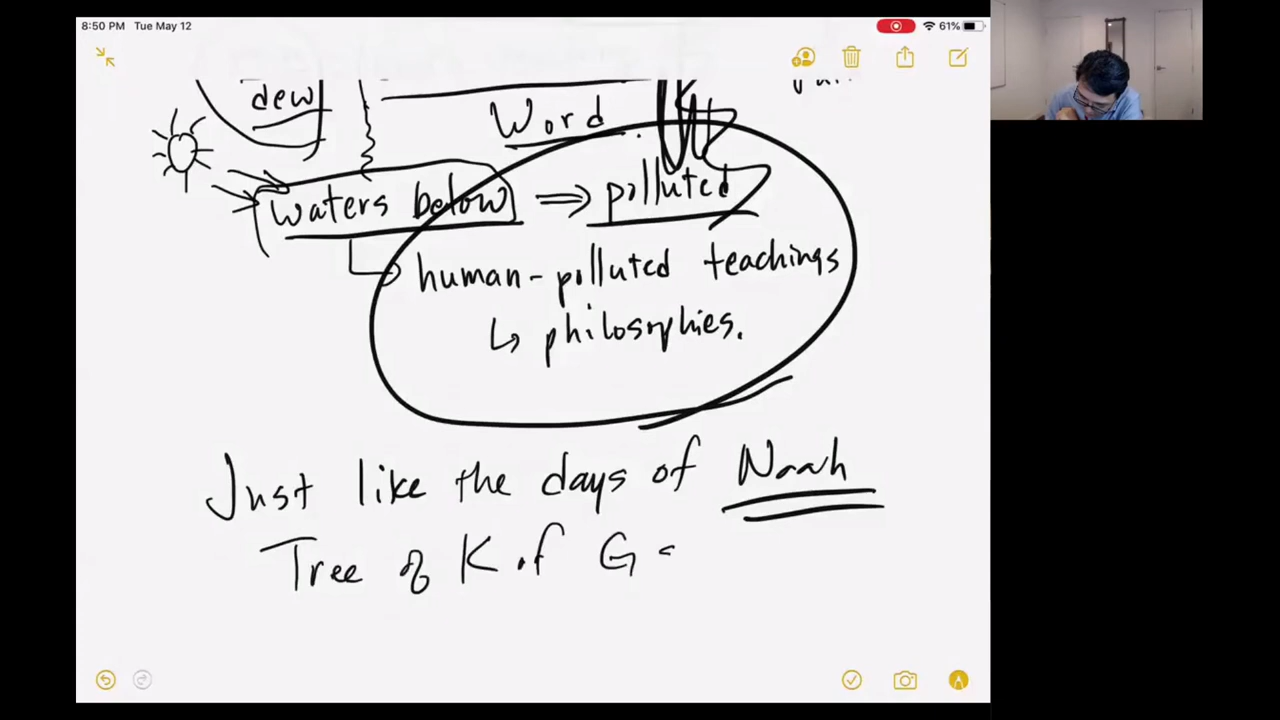 8:50 PM Tue May 12
61%
dew
Word
waters below ⇒ polluted
human-polluted teachings
↳ philosophies.
Just like the days of Noah
Tree of K of G